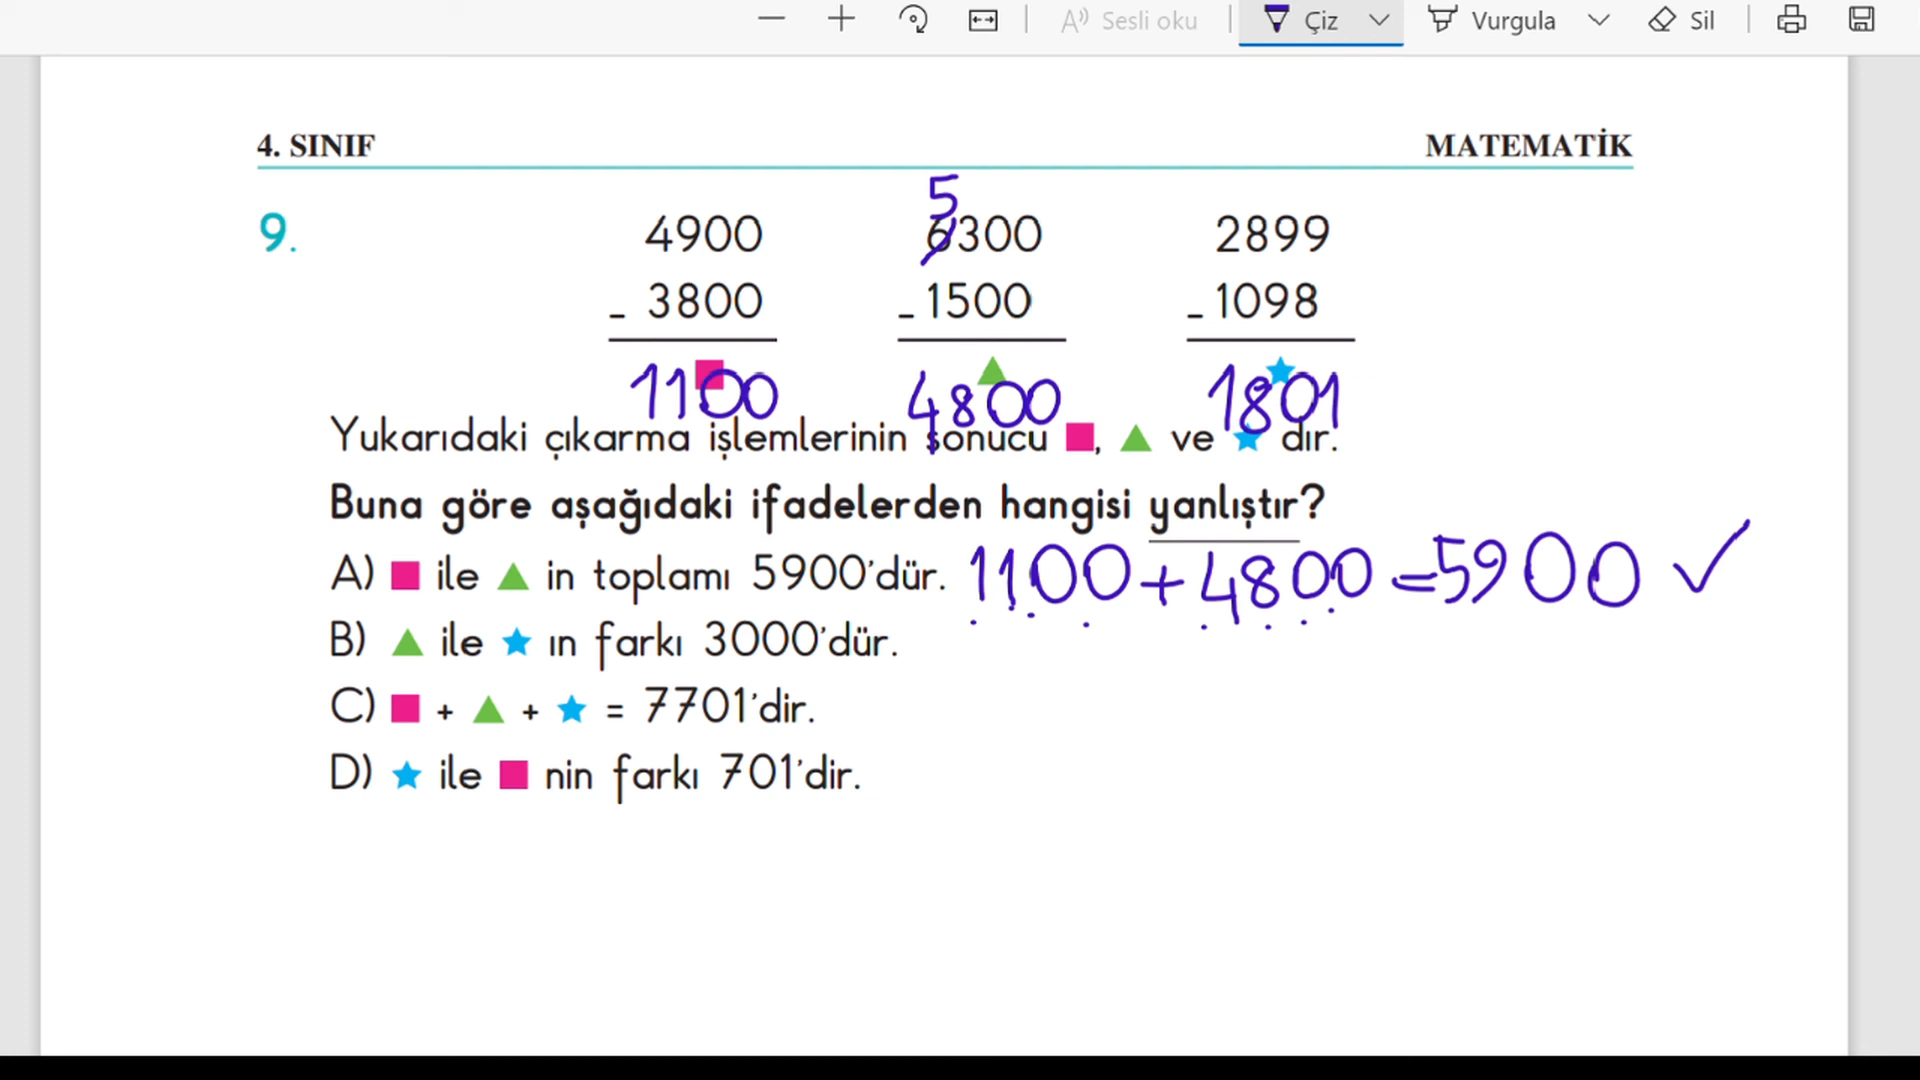 Sesli oku Çiz Vurgula Sil
4. SINIF MATEMATİK
5
9. 4900 6300 2899
- 3800 - 1500 - 1098
1100 4800 1801
Yukarıdaki çıkarma işlemlerinin sonucu ■, ▲ ve ★ dır.
Buna göre aşağıdaki ifadelerden hangisi yanlıştır?
A) ■ ile ▲ in toplamı 5900'dür. 1100 + 4800 = 5900 ✓
B) ▲ ile ★ ın farkı 3000'dür.
C) ■ + ▲ + ★ = 7701'dir.
D) ★ ile ■ nin farkı 701'dir.